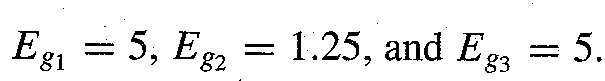 E_{g1} = 5, E_{g2} = 1.25, and E_{g3} = 5.